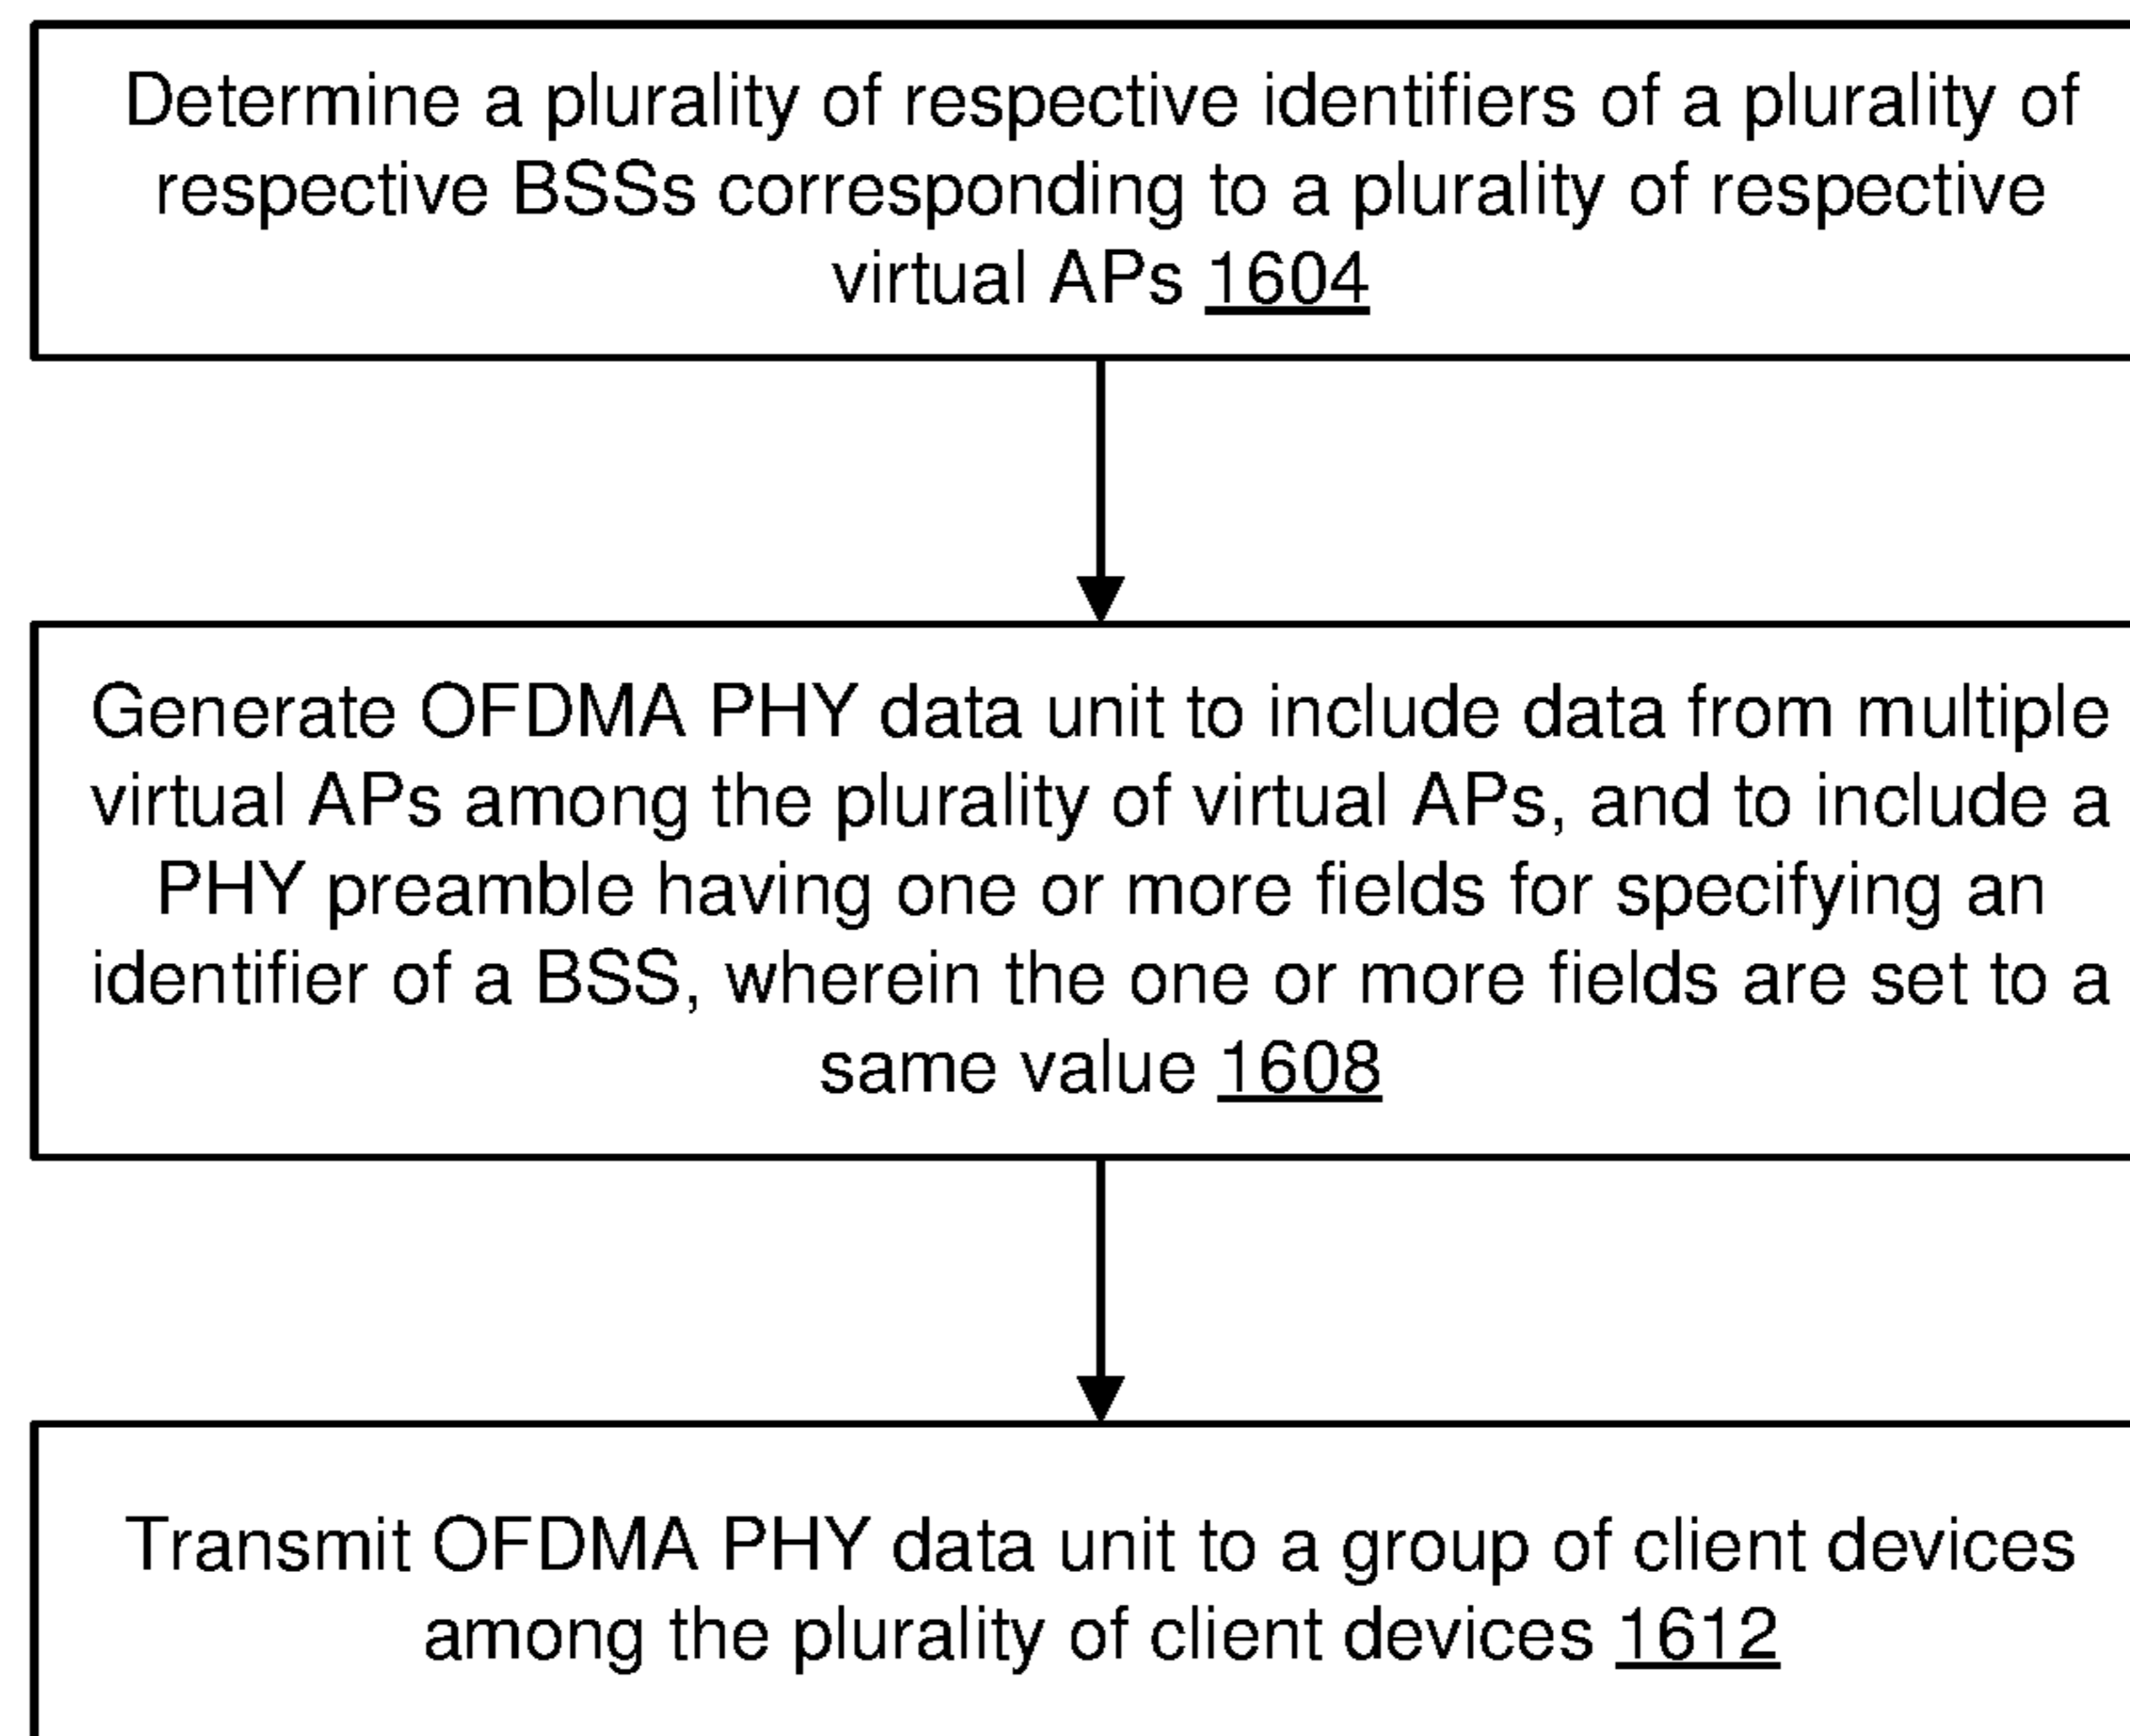 Determine a plurality of respective identifiers of a plurality of
respective BSSs corresponding to a plurality of respective
virtual APs 1604
Generate OFDMA PHY data unit to include data from multiple
virtual APs among the plurality of virtual APs, and to include a
PHY preamble having one or more fields for specifying an
identifier of a BSS, wherein the one or more fields are set to a
same value 1608
Transmit OFDMA PHY data unit to a group of client devices
among the plurality of client devices 1612